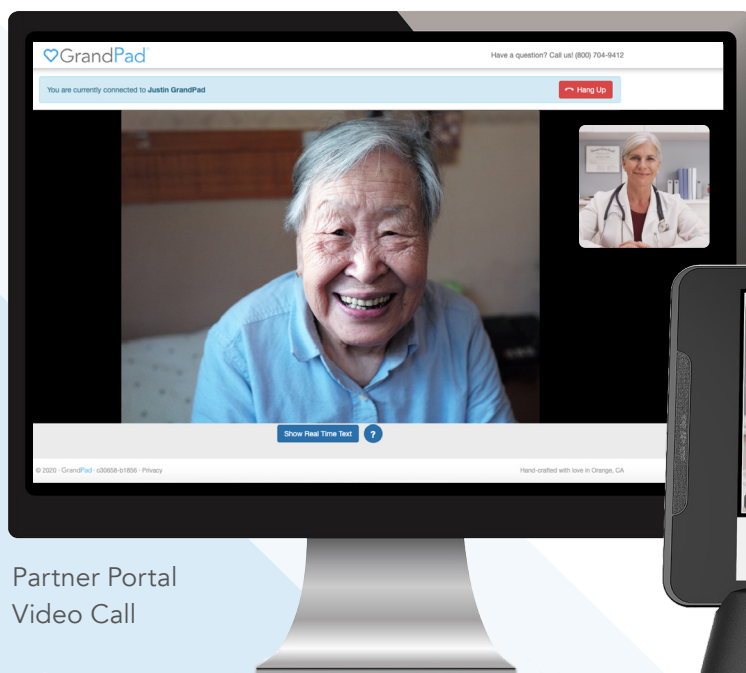 GrandPad
Have a question? Call us! (800) 704-9412
You are currently connected to Justin GrandPad
Hang Up
Show Real Time Text
?
© 2020 - GrandPad - c30658-b1856 - Privacy
Hand-crafted with love in Orange, CA
Partner Portal
Video Call